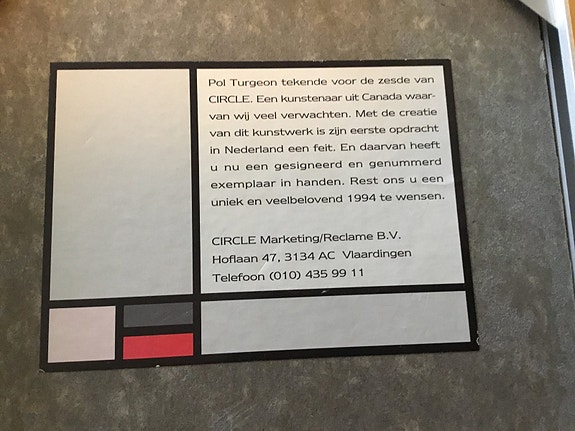 Pol Turgeon tekende voor de zesde van
CIRCLE. Een kunstenaar uit Canada waar-
van wij veel verwachten. Met de creatie
van dit kunstwerk is zijn eerste opdracht
in Nederland een feit. En daarvan heeft
u nu een gesigneerd en genummerd
exemplaar in handen. Rest ons u een
uniek en veelbelovend 1994 te wensen.
CIRCLE Marketing/Reclame B.V.
Hoflaan 47, 3134 AC Vlaardingen
Telefoon (010) 435 99 11